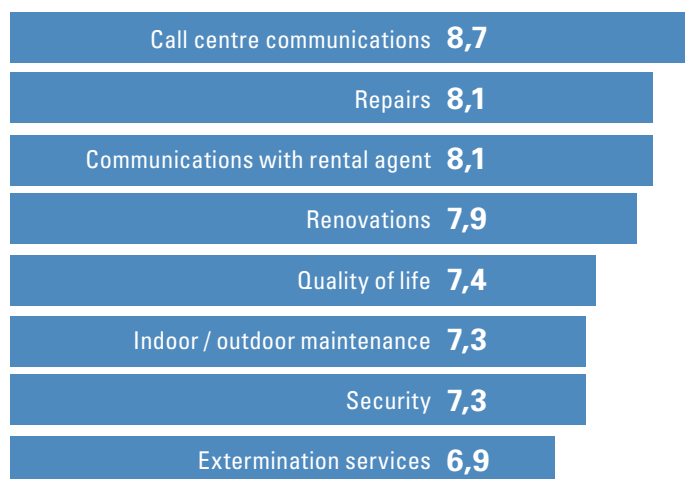 Call centre communications 8,7
Repairs 8,1
Communications with rental agent 8,1
Renovations 7,9
Quality of life 7,4
Indoor / outdoor maintenance 7,3
Security 7,3
Extermination services 6,9